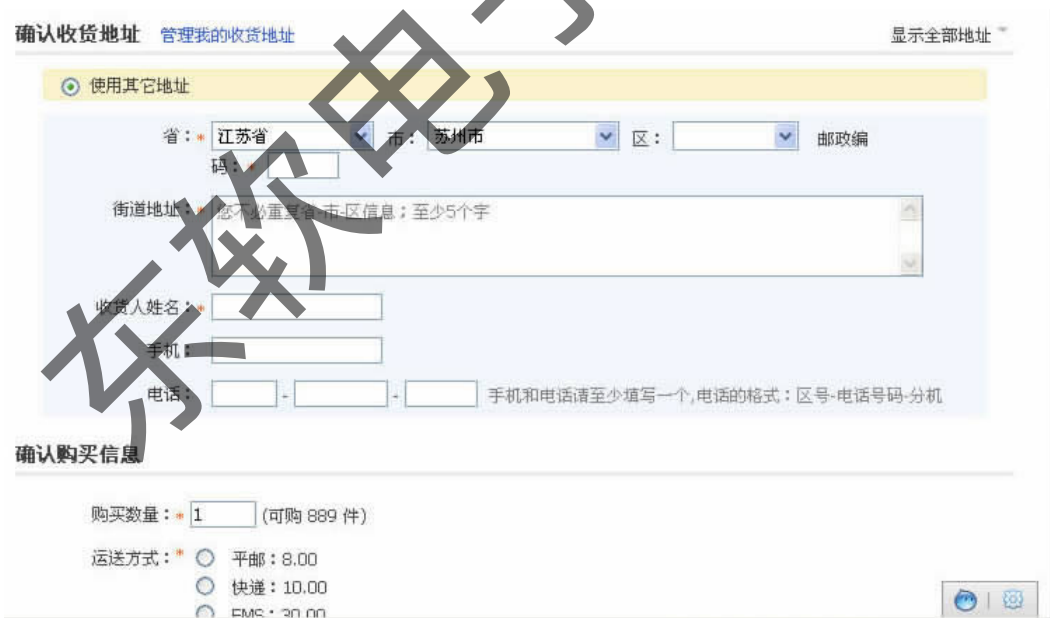 确认收货地址 管理我的收货地址 显示全部地址
使用其它地址
省：* 江苏省 市： 苏州市 区： 邮政编
码：*
街道地址：* 您不必重复省-市-区信息；至少5个字
收货人姓名：*
手机：
电话： - - 手机和电话请至少填写一个,电话的格式：区号-电话号码-分机
确认购买信息
购买数量：* 1 (可购 889 件)
运送方式：* 平邮：8.00
快递：10.00
EMS：30.00
东软电子